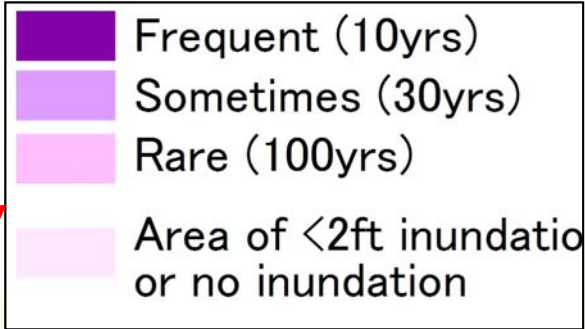 Frequent (10yrs)
Sometimes (30yrs)
Rare (100yrs)
Area of <2ft inundatio
or no inundation